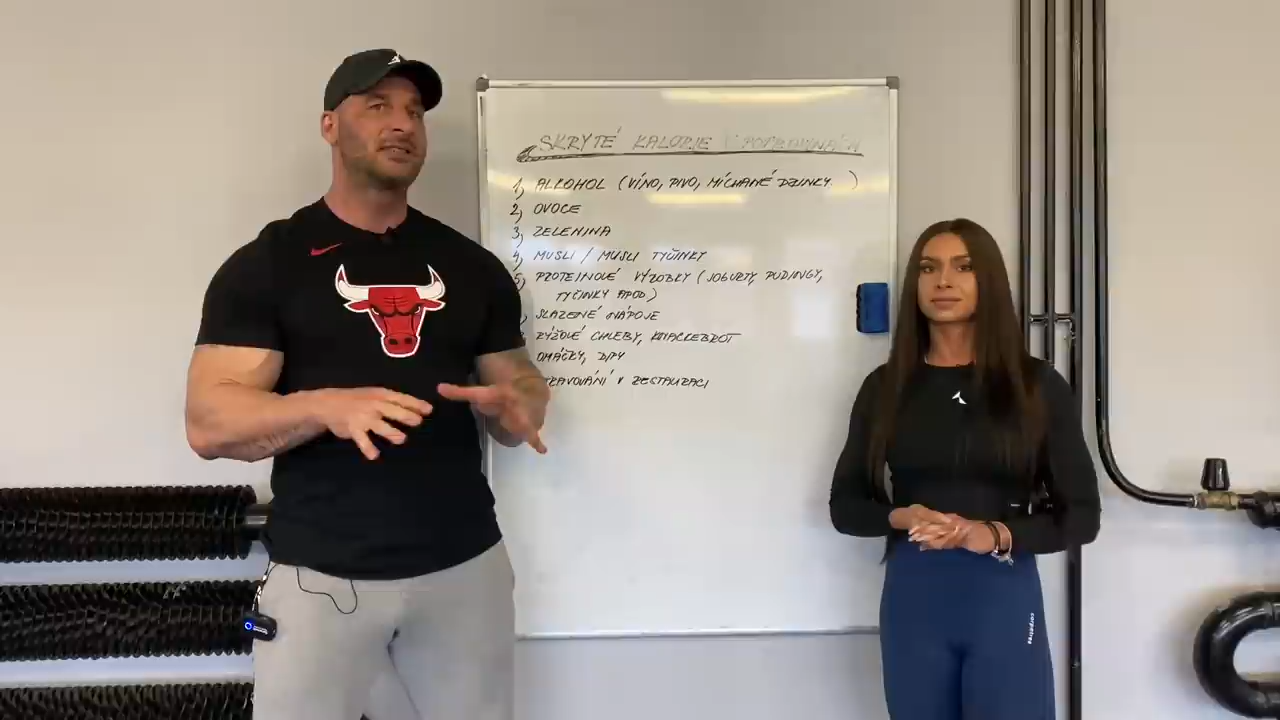 SKRYTÉ KALORIE V POTRAVINÁCH
1, ALKOHOL (VÍNO, PIVO, MÍCHANÉ DRINKY )
2, OVOCE
3, ZELENINA
4, MUSLI / MUSLI TYČINKY
5, PROTEINOVÉ VÝROBKY (JOGURTY, PUDINGY,
TYČINKY APOD)
SLAZENÉ NÁPOJE
RÝŽOVÉ CHLEBY, KNACKEBROT
OMÁČKY, DIPY
STRAVOVÁNÍ V RESTAURACI